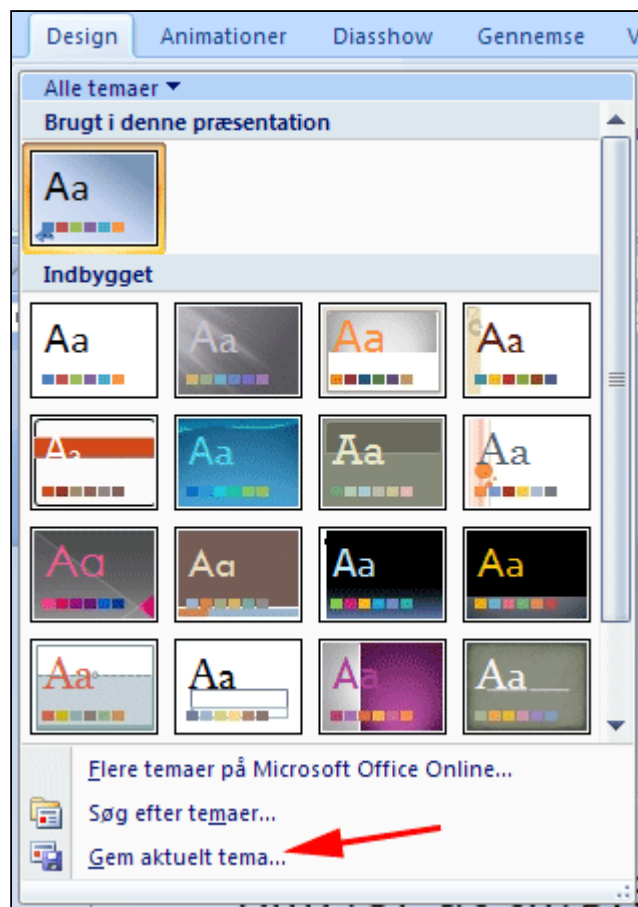 Design Animationer Diasshow Gennemse V
Alle temaer
Brugt i denne præsentation
Aa
Indbygget
Aa Aa Aa Aa
Aa Aa Aa Aa
Aa Aa Aa Aa
Aa Aa Aa Aa
Flere temaer på Microsoft Office Online...
Søg efter temaer...
Gem aktuelt tema...